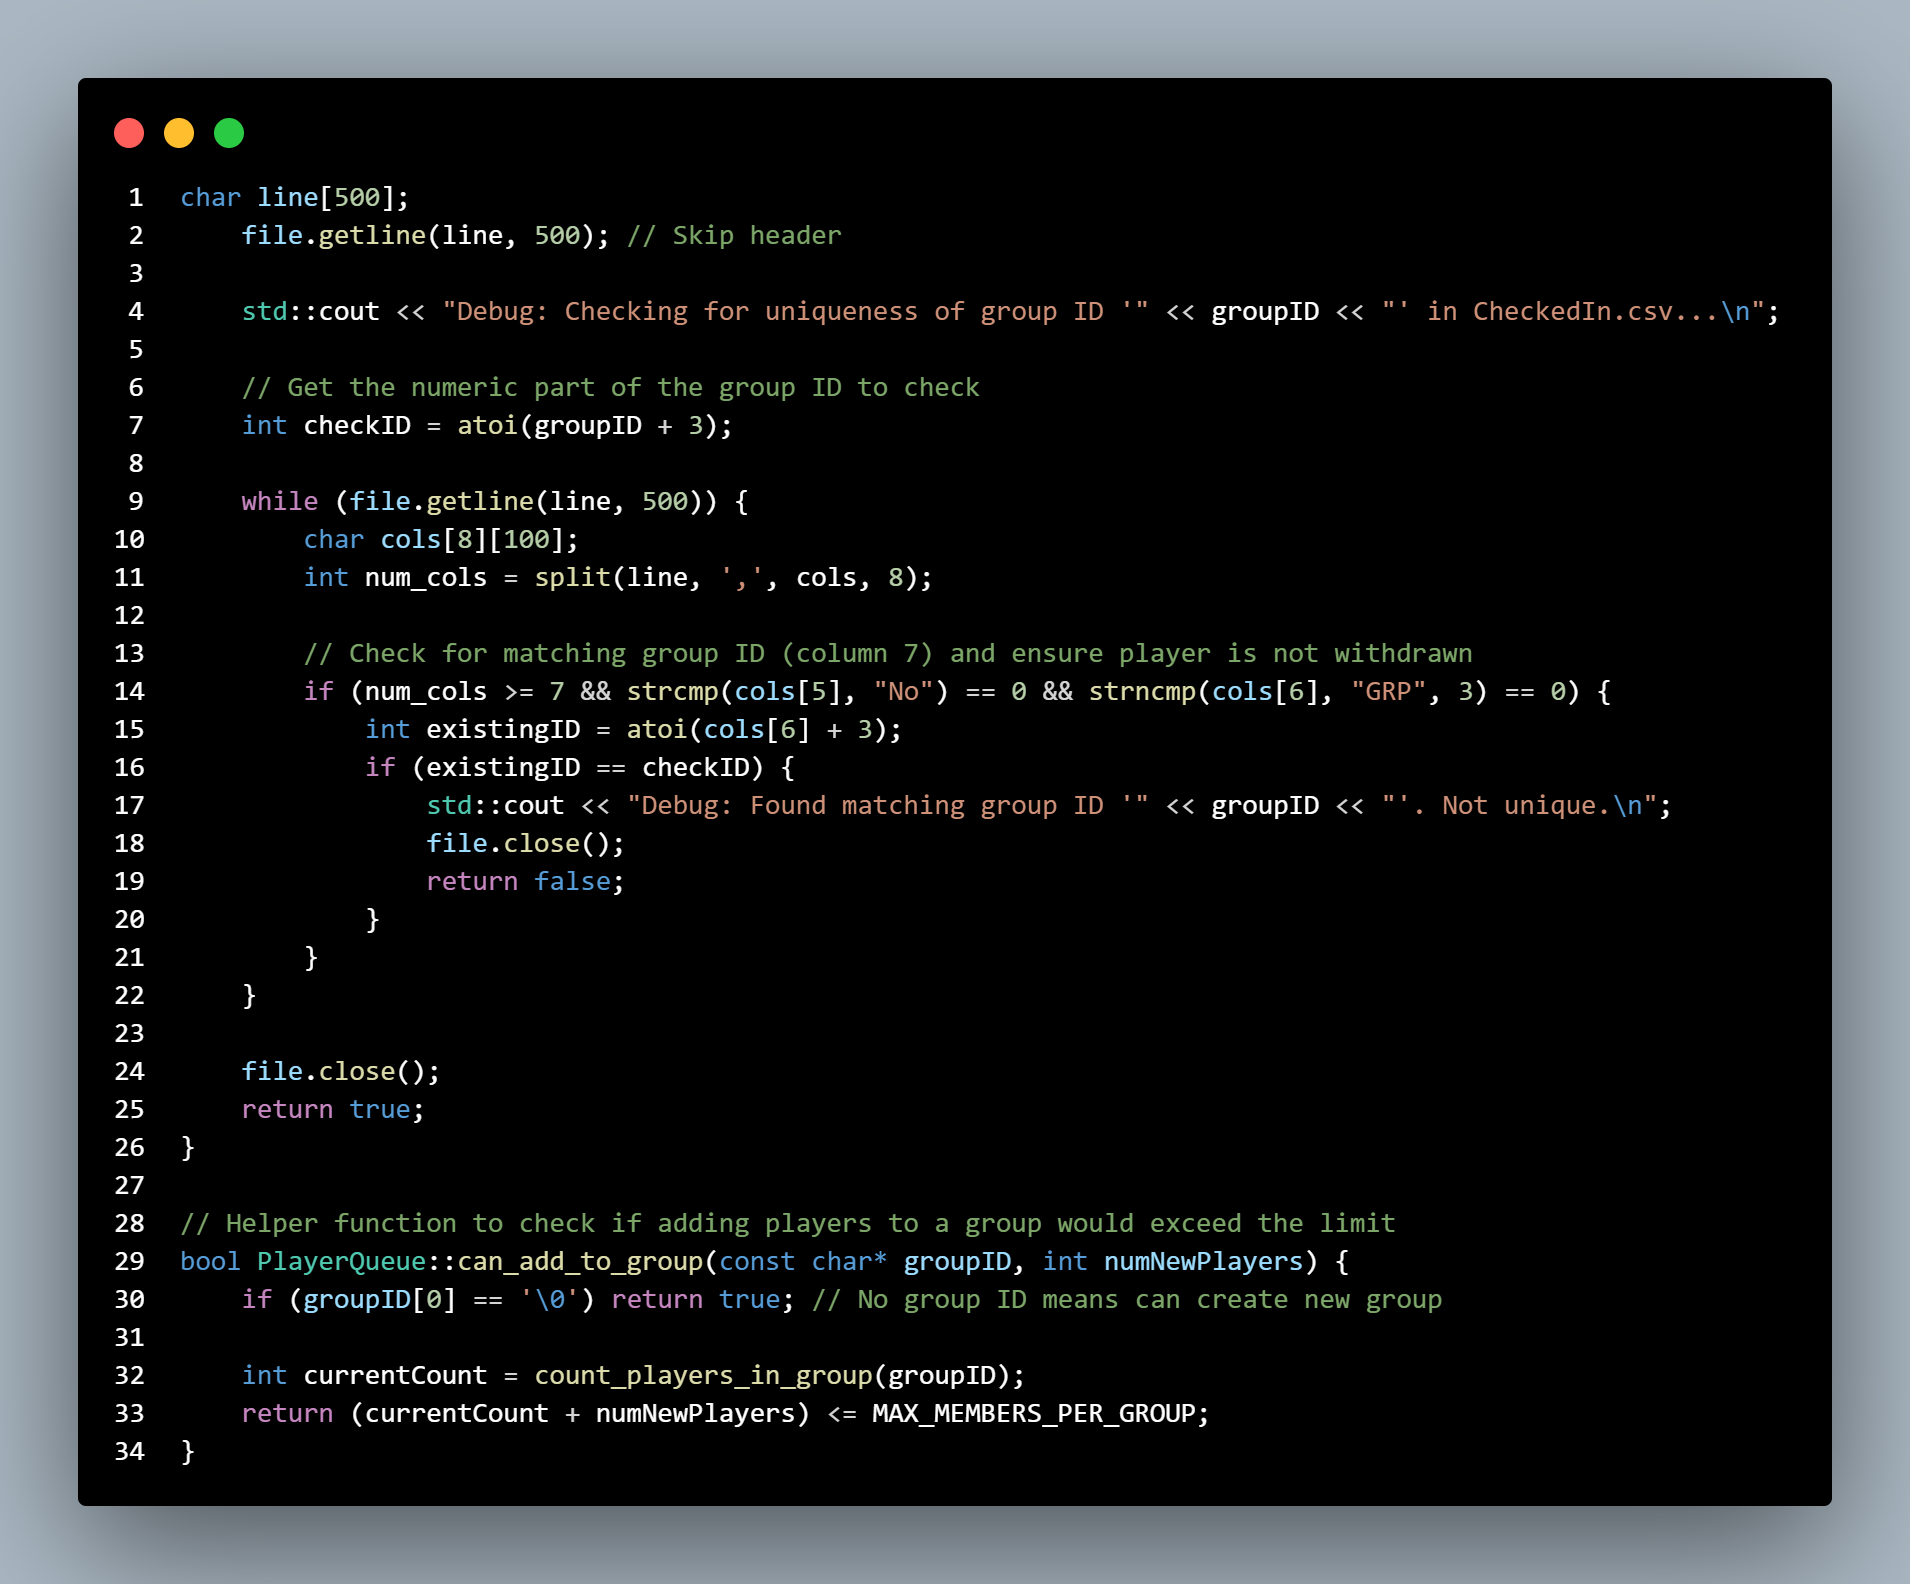 1 char line[500];
2     file.getline(line, 500); // Skip header
3
4     std::cout << "Debug: Checking for uniqueness of group ID '" << groupID << "' in CheckedIn.csv...\n";
5
6     // Get the numeric part of the group ID to check
7     int checkID = atoi(groupID + 3);
8
9     while (file.getline(line, 500)) {
10         char cols[8][100];
11         int num_cols = split(line, ',', cols, 8);
12
13         // Check for matching group ID (column 7) and ensure player is not withdrawn
14         if (num_cols >= 7 && strcmp(cols[5], "No") == 0 && strncmp(cols[6], "GRP", 3) == 0) {
15             int existingID = atoi(cols[6] + 3);
16             if (existingID == checkID) {
17                 std::cout << "Debug: Found matching group ID '" << groupID << "'. Not unique.\n";
18                 file.close();
19                 return false;
20             }
21         }
22     }
23
24     file.close();
25     return true;
26 }
27
28 // Helper function to check if adding players to a group would exceed the limit
29 bool PlayerQueue::can_add_to_group(const char* groupID, int numNewPlayers) {
30     if (groupID[0] == '\0') return true; // No group ID means can create new group
31
32     int currentCount = count_players_in_group(groupID);
33     return (currentCount + numNewPlayers) <= MAX_MEMBERS_PER_GROUP;
34 }